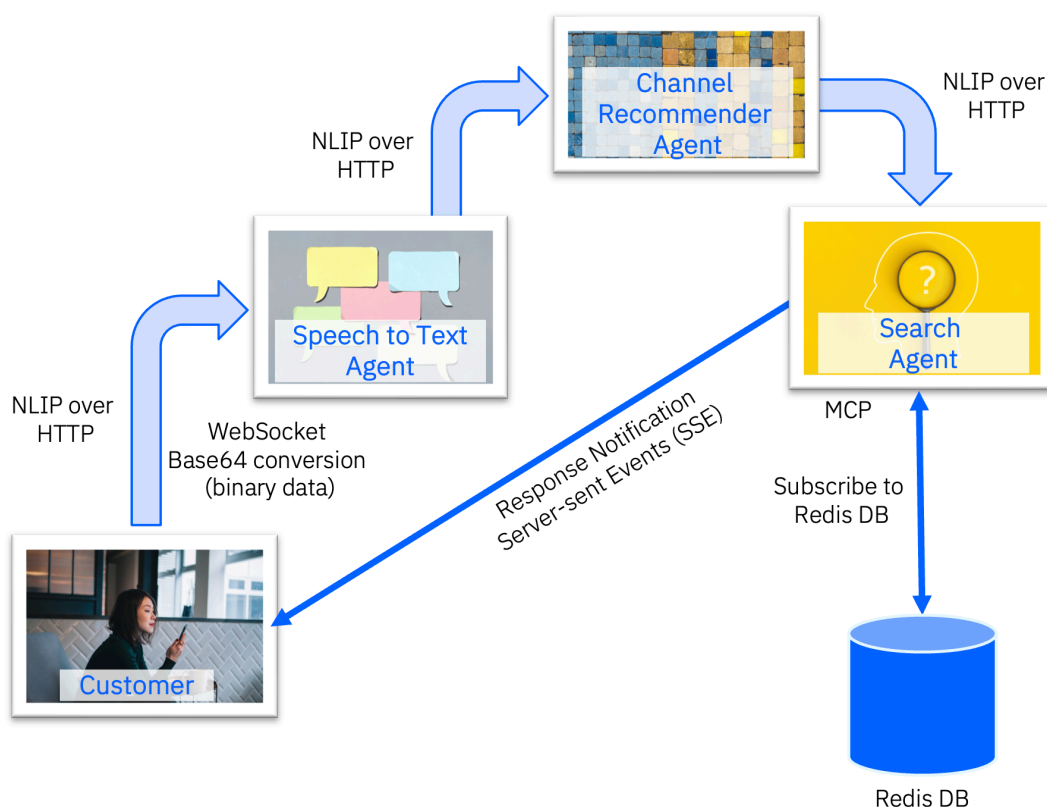 Channel
Recommender
Agent
NLIP over
HTTP
NLIP over
HTTP
?
Speech to Text
Agent
Search
Agent
NLIP over
HTTP
WebSocket
Base64 conversion
(binary data)
Response Notification
Server-sent Events (SSE)
MCP
Subscribe to
Redis DB
Customer
Redis DB